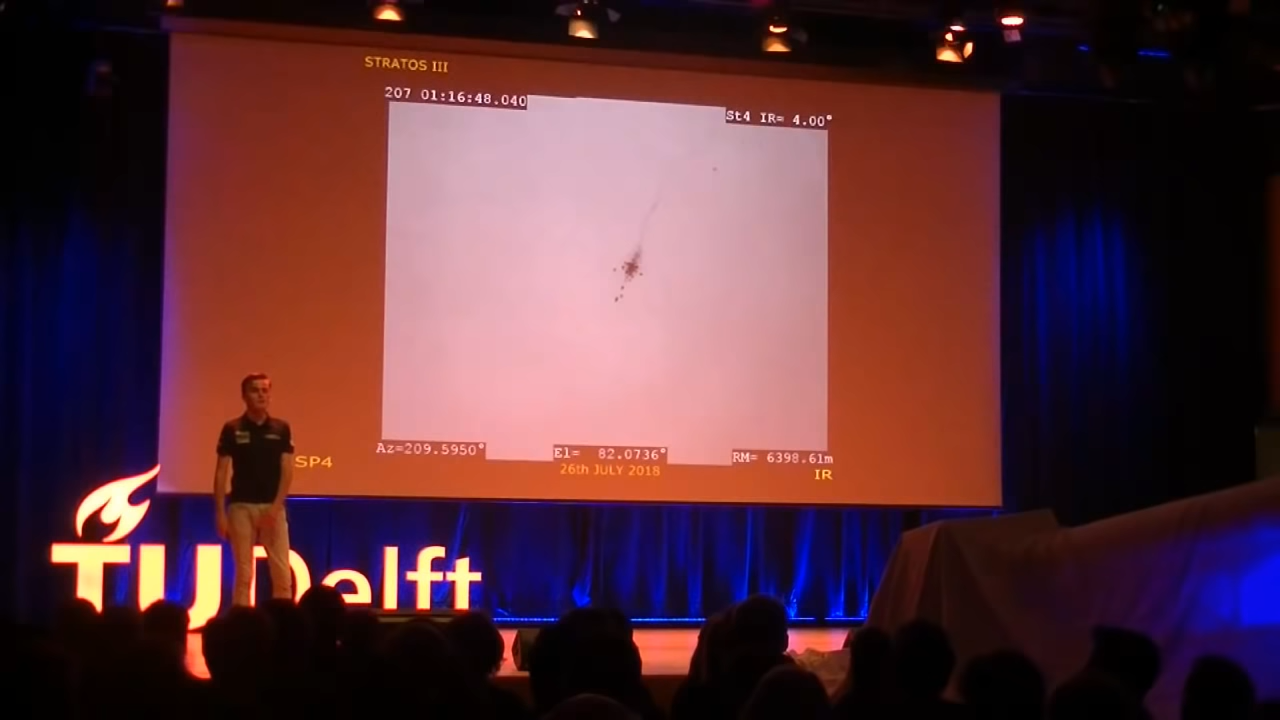 STRATOS III
207 01:16:48.040
St4 IR= 4.00°
Az=209.5950°
El= 82.0736°
RM= 6398.61m
SP4
26th JULY 2018
IR
TUDelft